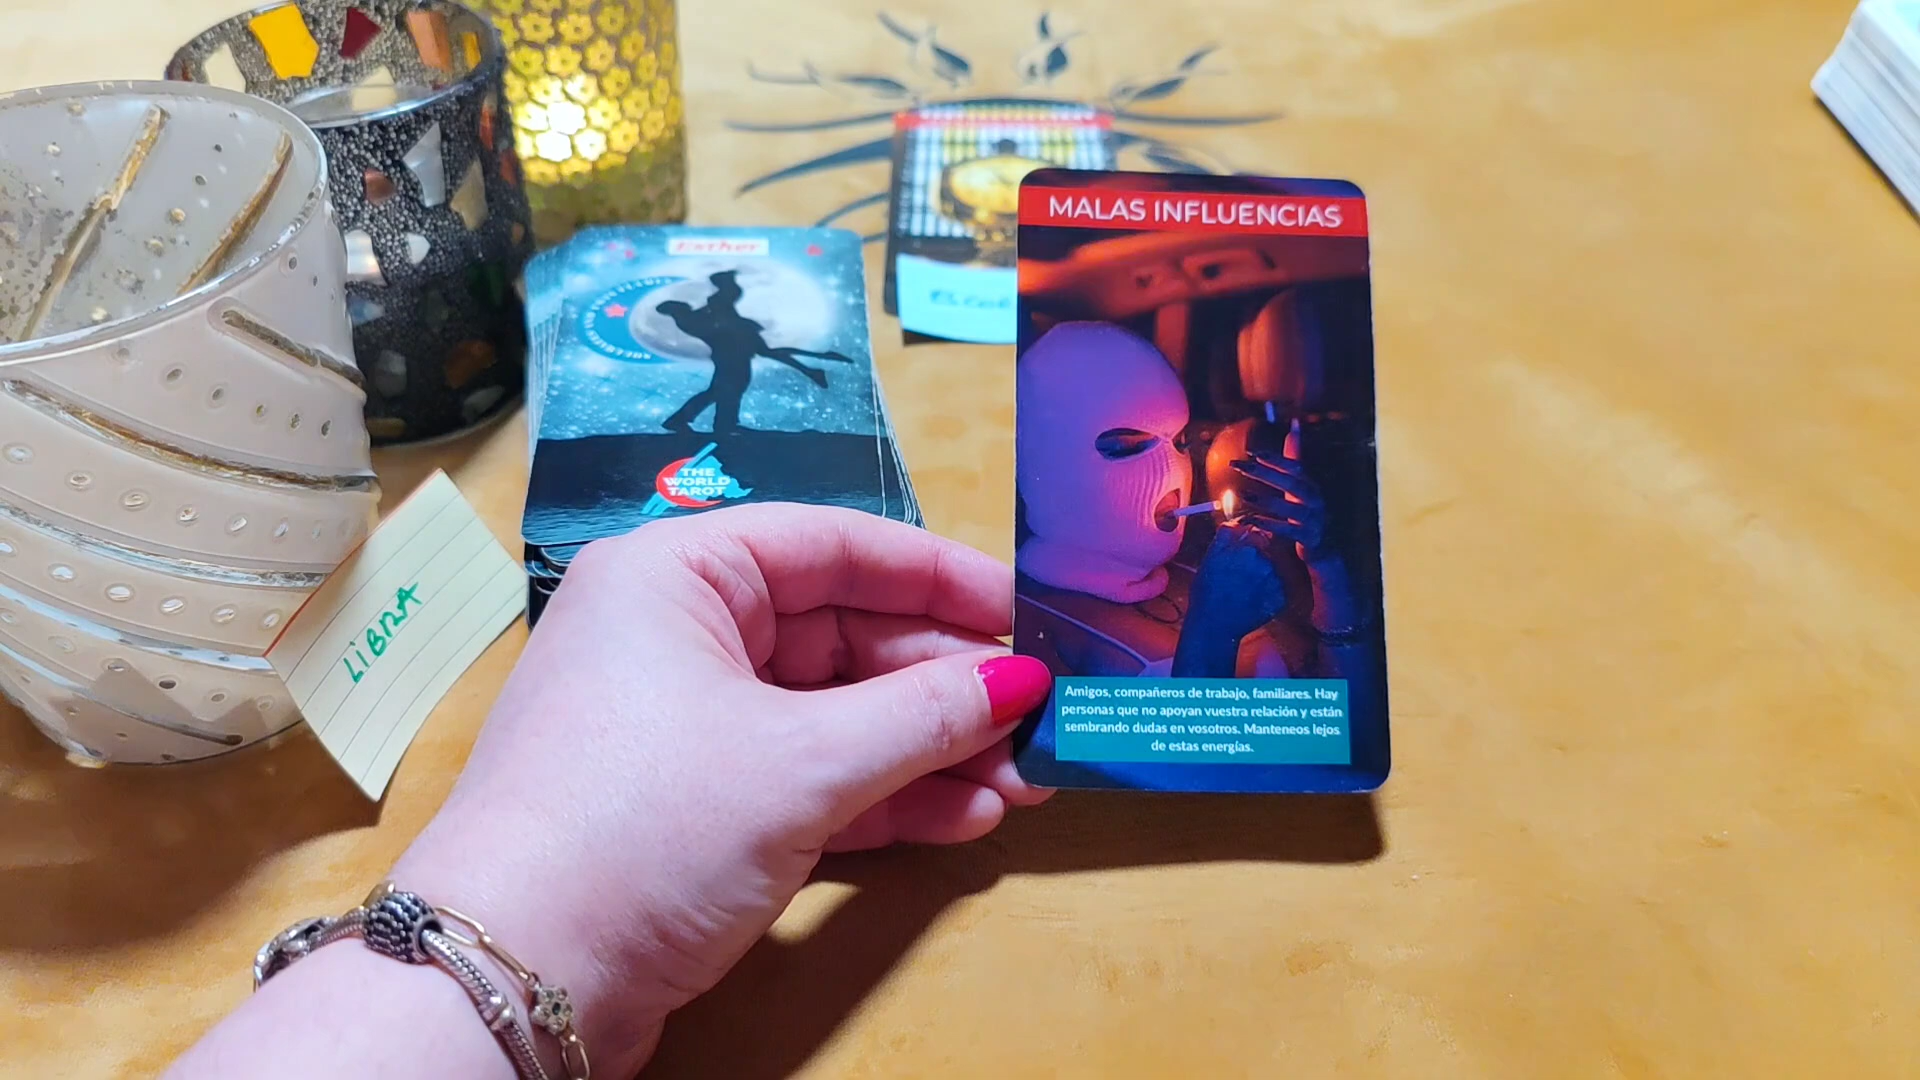 MALAS INFLUENCIAS
Amigos, compañeros de trabajo, familiares. Hay
personas que no apoyan vuestra relación y están
sembrando dudas en vosotros. Manteneos lejos
de estas energías.
Esther
THE
WORLD
TAROT
LIBRA